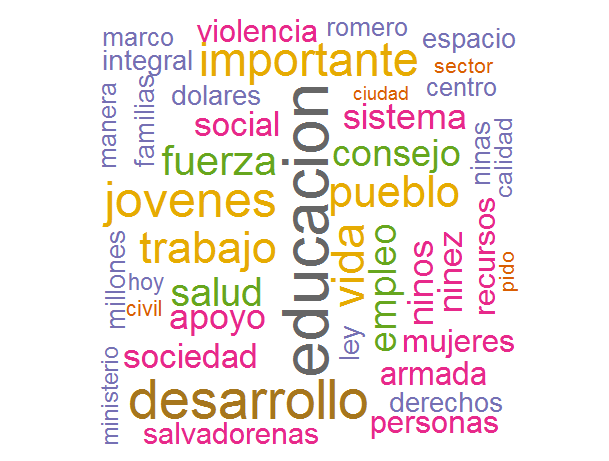 marco
violencia
romero
espacio
integral
importante
sector
manera
familias
dolares
ciudad
centro
social
sistema
ninas
calidad
fuerza
educacion
consejo
jovenes
pueblo
trabajo
vida
empleo
ninos
ninez
recursos
pido
millones
hoy
salud
civil
apoyo
ley
mujeres
sociedad
armada
ministerio
desarrollo
derechos
salvadorenas
personas